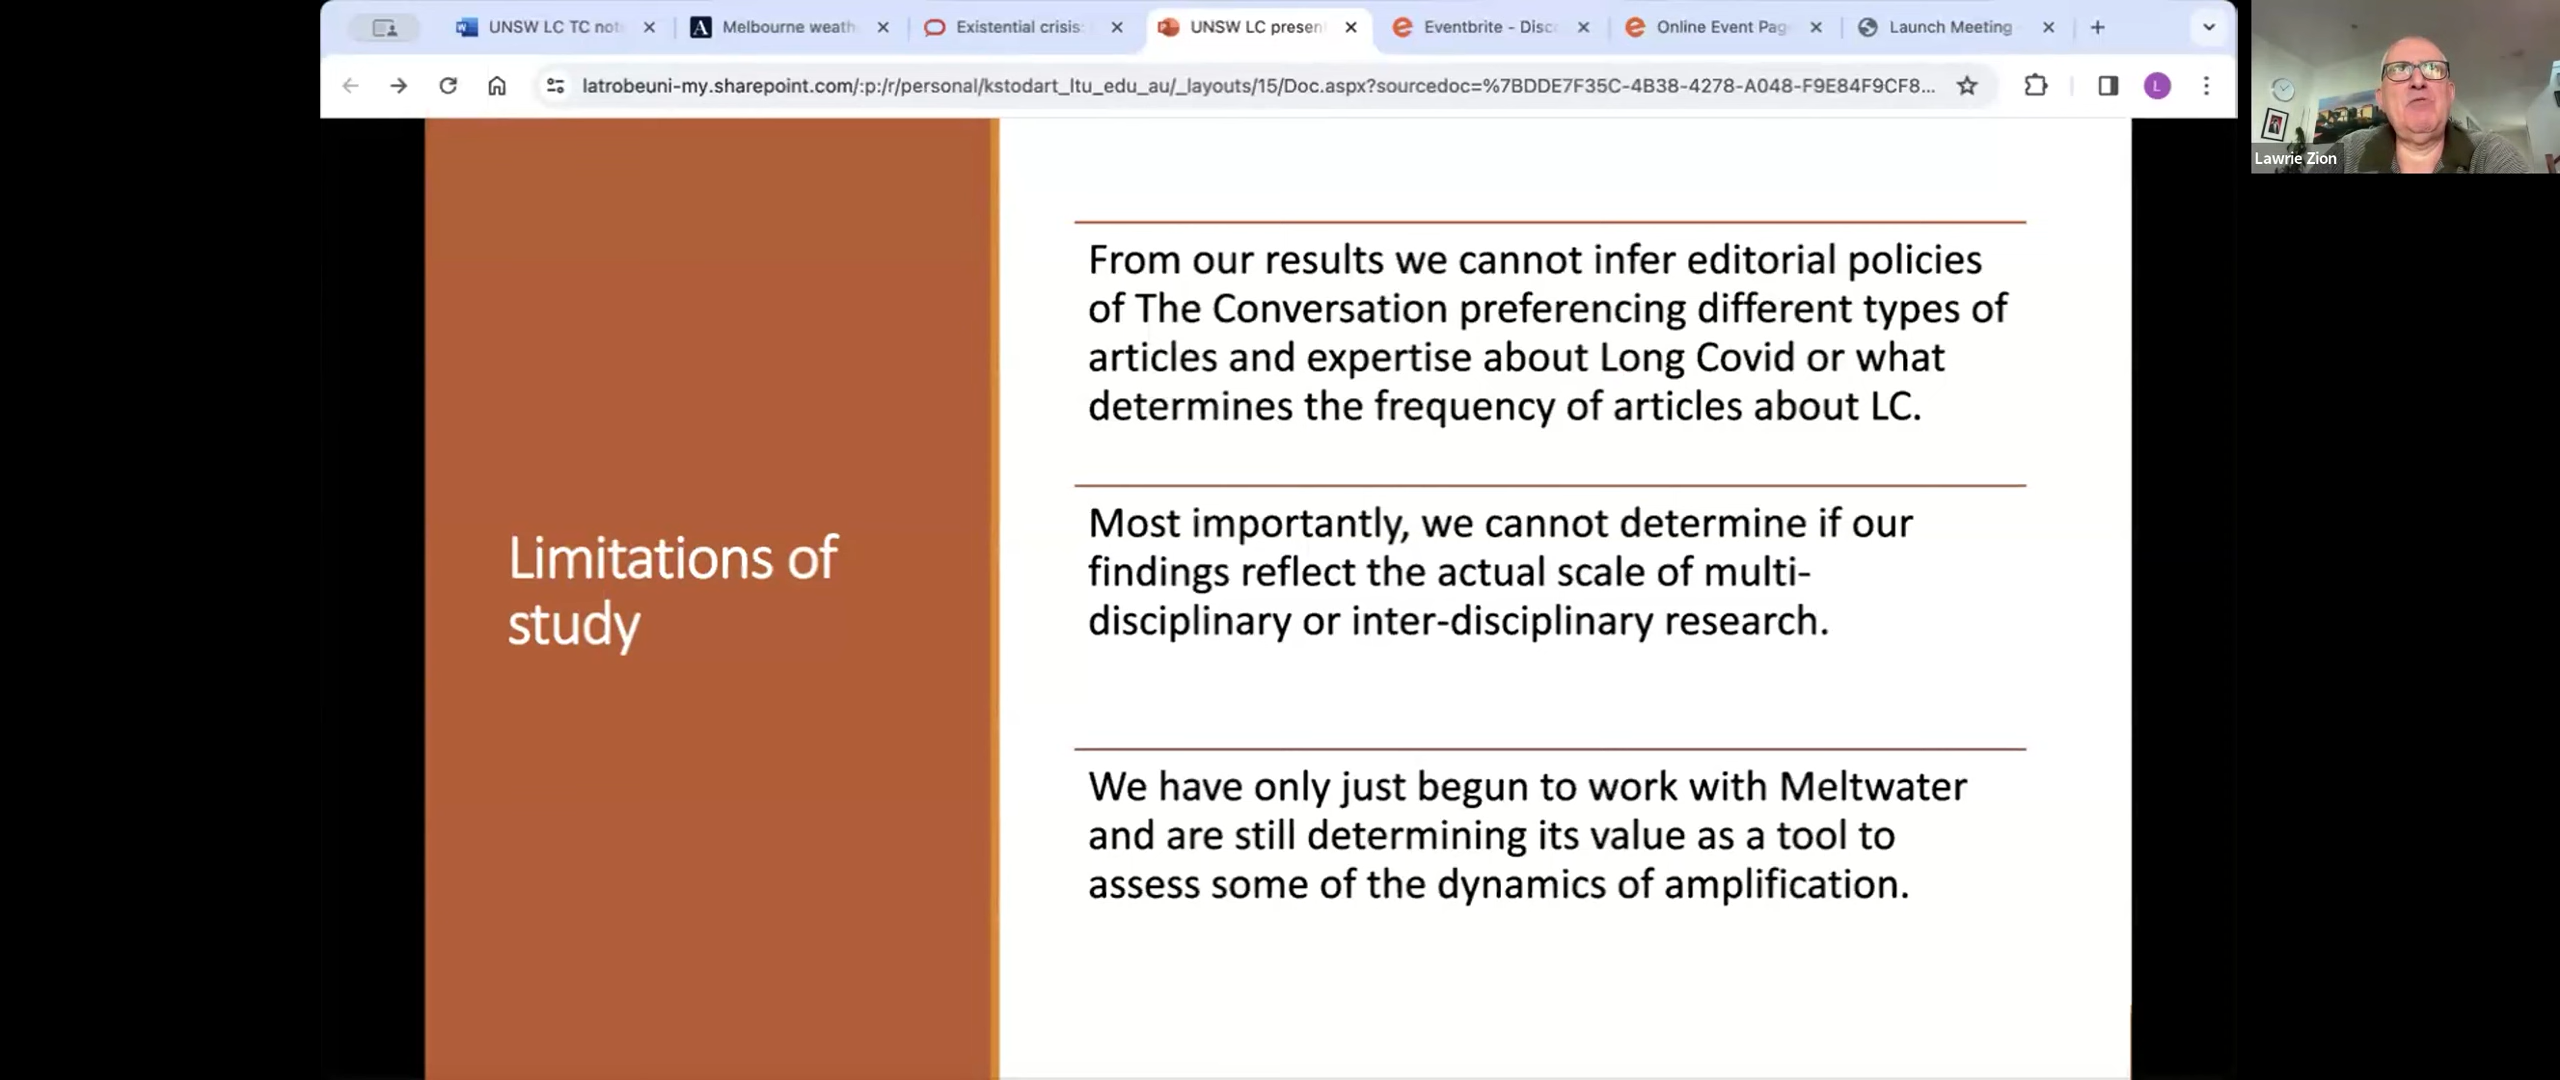 UNSW LC TC not
Melbourne weath
Existential crisis:
UNSW LC presen
Eventbrite - Disc
Online Event Pag
Launch Meeting
latrobeuni-my.sharepoint.com/:p:/r/personal/kstodart_ltu_edu_au/_layouts/15/Doc.aspx?sourcedoc=%7BDDE7F35C-4B38-4278-A048-F9E84F9CF8...
L
Lawrie Zion
Limitations of
study
From our results we cannot infer editorial policies
of The Conversation preferencing different types of
articles and expertise about Long Covid or what
determines the frequency of articles about LC.
Most importantly, we cannot determine if our
findings reflect the actual scale of multi-
disciplinary or inter-disciplinary research.
We have only just begun to work with Meltwater
and are still determining its value as a tool to
assess some of the dynamics of amplification.